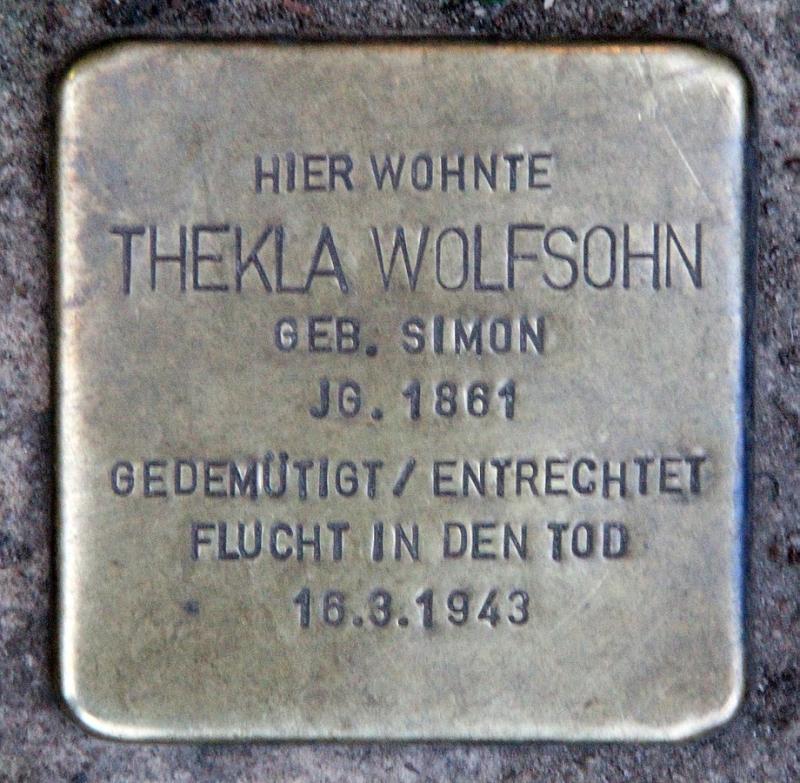 HIER WOHNTE
THEKLA WOLFSOHN
GEB. SIMON
JG. 1861
GEDEMÜTIGT / ENTRECHTET
FLUCHT IN DEN TOD
16.3.1943